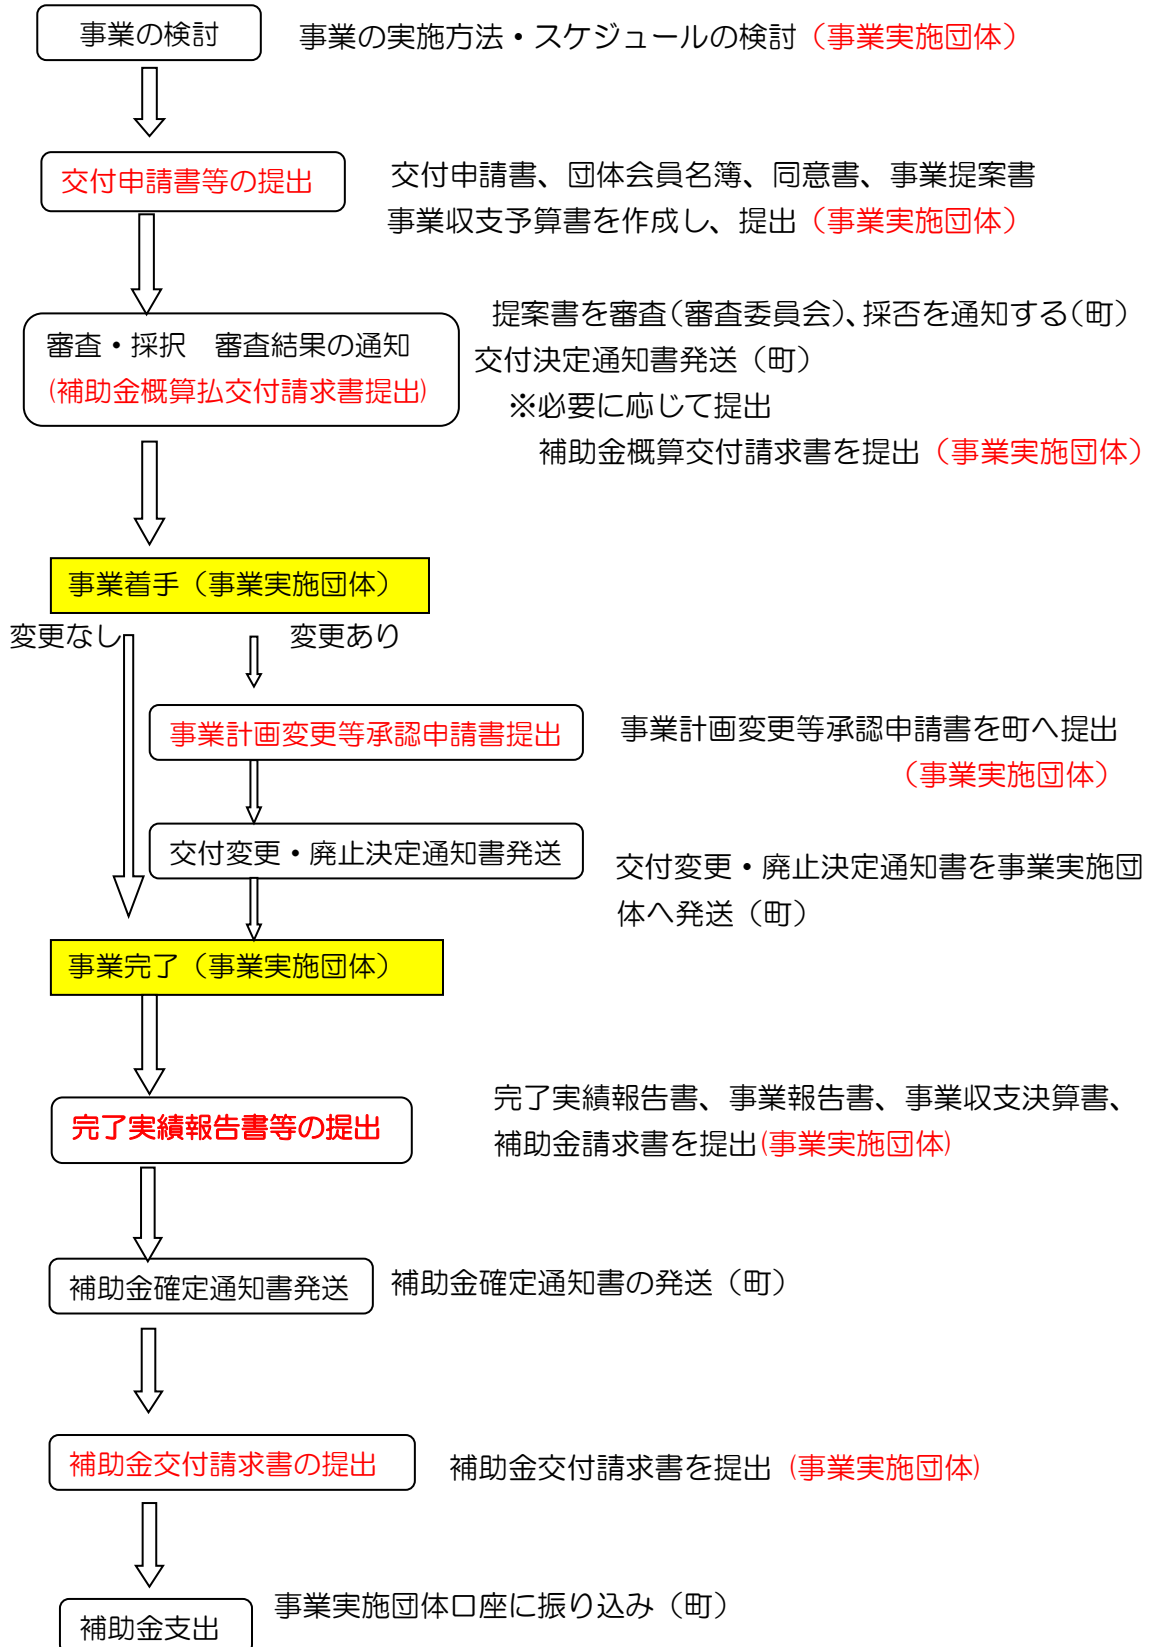 事業の検討
事業の実施方法・スケジュールの検討（事業実施団体）
交付申請書等の提出
交付申請書、団体会員名簿、同意書、事業提案書
事業収支予算書を作成し、提出（事業実施団体）
審査・採択　審査結果の通知
(補助金概算払交付請求書提出)
提案書を審査(審査委員会)、採否を通知する(町)
交付決定通知書発送（町）
※必要に応じて提出
補助金概算交付請求書を提出（事業実施団体）
事業着手（事業実施団体）
変更なし
変更あり
事業計画変更等承認申請書提出
事業計画変更等承認申請書を町へ提出
（事業実施団体）
交付変更・廃止決定通知書発送
交付変更・廃止決定通知書を事業実施団
体へ発送（町）
事業完了（事業実施団体）
完了実績報告書等の提出
完了実績報告書、事業報告書、事業収支決算書、
補助金請求書を提出(事業実施団体)
補助金確定通知書発送
補助金確定通知書の発送（町）
補助金交付請求書の提出
補助金交付請求書を提出 (事業実施団体)
補助金支出
事業実施団体口座に振り込み（町）